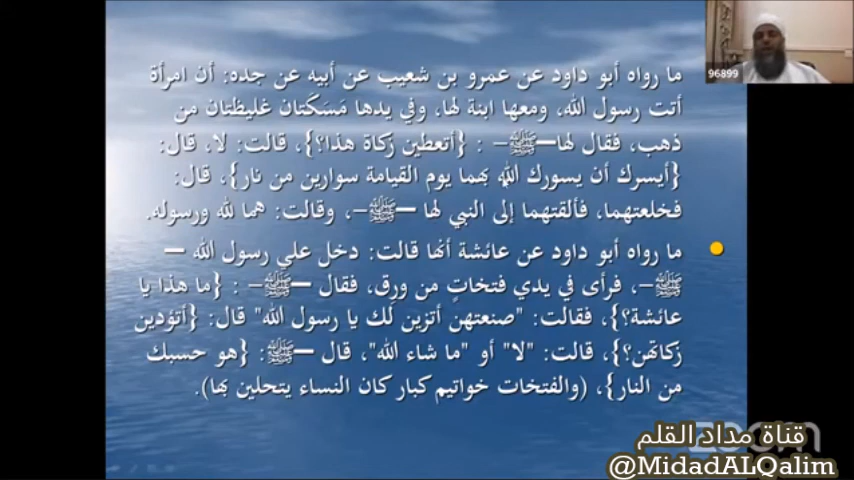 96899
ما رواه أبو داود عن عمرو بن شعيب عن أبيه عن جده: أن امرأة
أتت رسول الله، ومعها ابنة لها، وفي يدها مَسَكَتان غليظتان من
ذهب، فقال لها –ﷺ– : {أتعطين زكاة هذا؟}، قالت: لا، قال:
{أيسرك أن يسورك الله بهما يوم القيامة سوارين من نار}، قال:
فخلعتهما، فألقتهما إلى النبي لها –ﷺ–، وقالت: هما لله ورسوله.
ما رواه أبو داود عن عائشة أنها قالت: دخل علي رسول الله –
ﷺ–، فرأى في يدي فتخاتٍ من ورِق، فقال –ﷺ– : {ما هذا يا
عائشة؟}، فقالت: "صنعتهن أتزين لك يا رسول الله" قال: {أتؤدين
زكاتهن؟}، قالت: "لا" أو "ما شاء الله"، قال –ﷺ: {هو حسبك
من النار}، (والفتخات خواتيم كبار كان النساء يتحلين بها).
zoom
قناة مداد القلم
@MidadALQalim